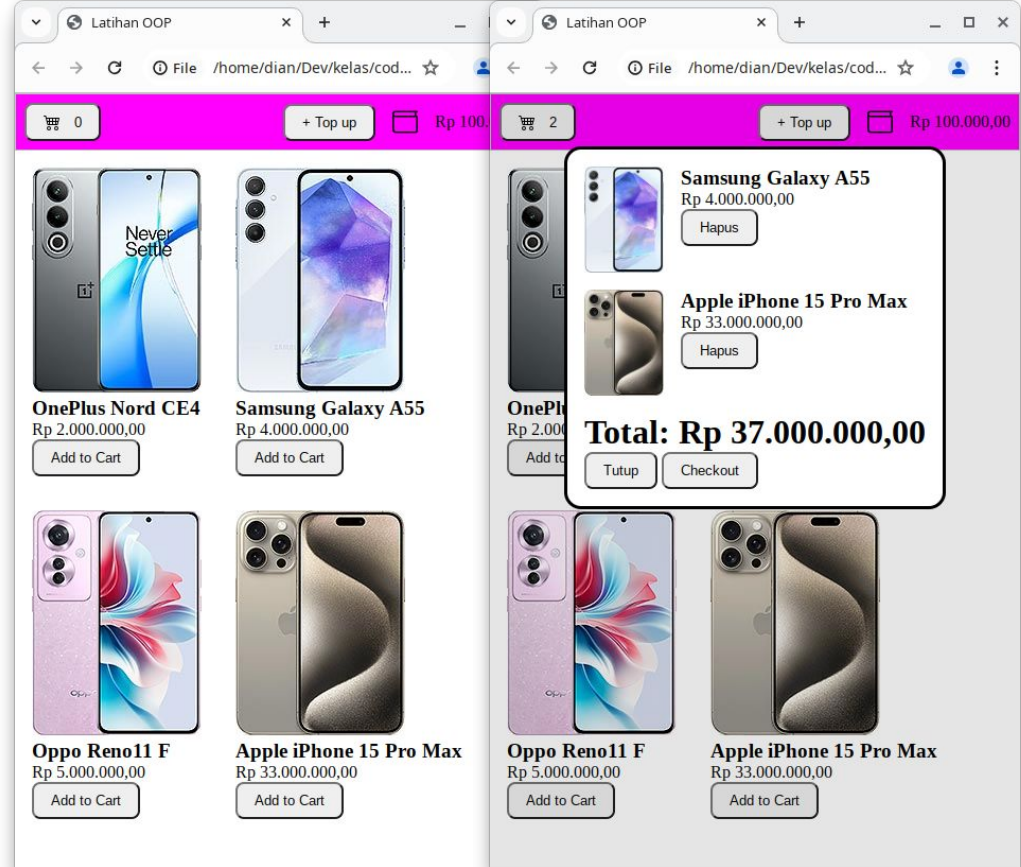 Latihan OOP
File /home/dian/Dev/kelas/cod...
0
+ Top up
Rp 100.
Never
Settle
OnePlus Nord CE4
Rp 2.000.000,00
Add to Cart
Samsung Galaxy A55
Rp 4.000.000,00
Add to Cart
OPPO
Oppo Reno11 F
Rp 5.000.000,00
Add to Cart
Apple iPhone 15 Pro Max
Rp 33.000.000,00
Add to Cart
Latihan OOP
File /home/dian/Dev/kelas/cod...
2
+ Top up
Rp 100.000,00
Samsung Galaxy A55
Rp 4.000.000,00
Hapus
Apple iPhone 15 Pro Max
Rp 33.000.000,00
Hapus
Total: Rp 37.000.000,00
Tutup
Checkout
OnePl
Rp 2.000
Add to
OPPO
Oppo Reno11 F
Rp 5.000.000,00
Add to Cart
Apple iPhone 15 Pro Max
Rp 33.000.000,00
Add to Cart